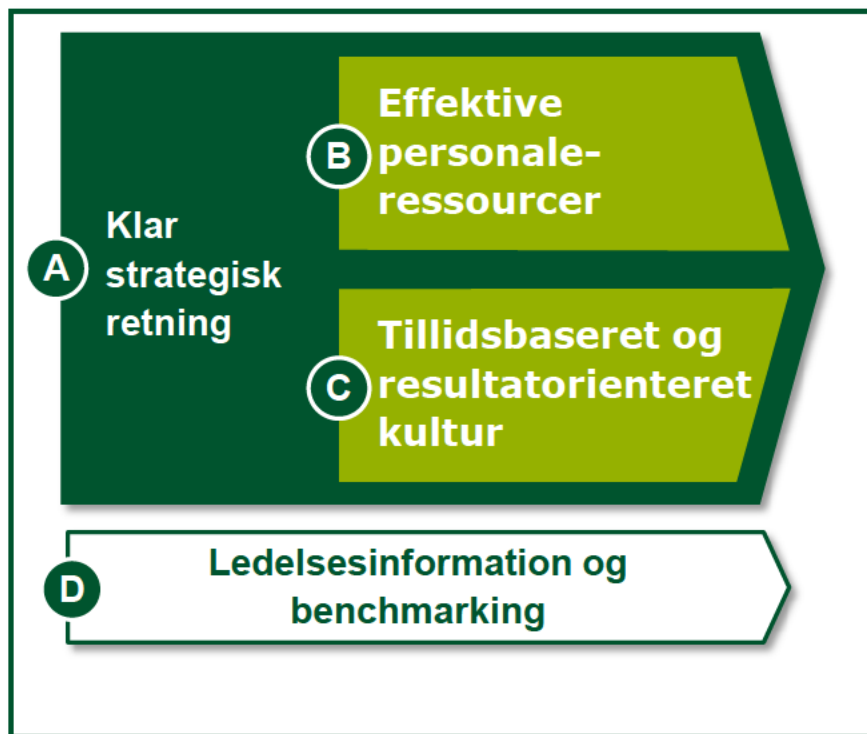 A
Klar
strategisk
retning
B
Effektive
personale-
ressourcer
C
Tillidsbaseret og
resultatorienteret
kultur
D
Ledelsesinformation og
benchmarking